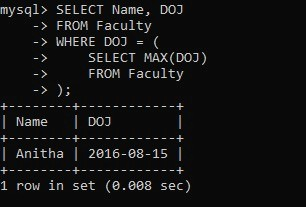 mysql> SELECT Name, DOJ
    -> FROM Faculty
    -> WHERE DOJ = (
    ->     SELECT MAX(DOJ)
    ->     FROM Faculty
    -> );
+--------+------------+
| Name   | DOJ        |
+--------+------------+
| Anitha | 2016-08-15 |
+--------+------------+
1 row in set (0.008 sec)